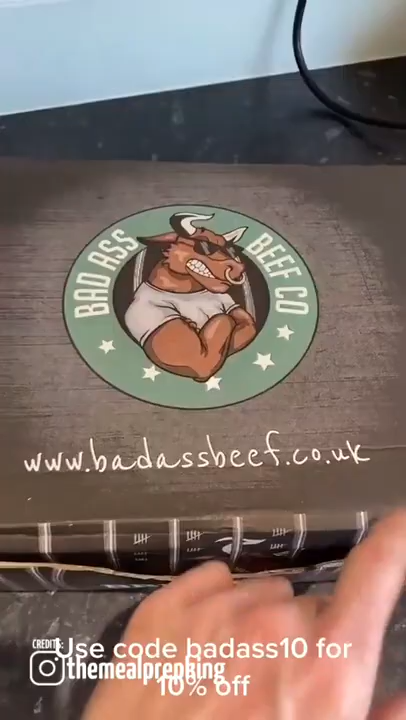 BAD ASS BEEF CO
www.badassbeef.co.uk
CREDITS:
Use code badass10 for
themealprepking
10% off